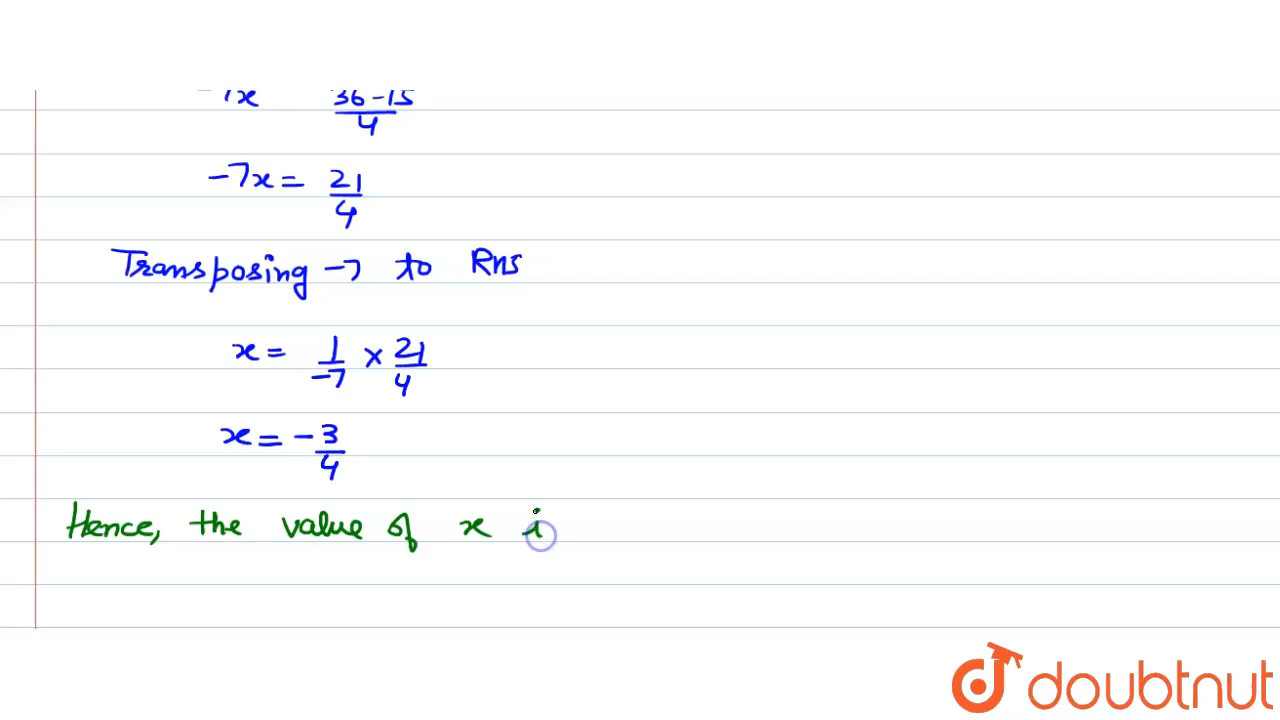 -7x 36-15
4
-7x = 21/4
Transposing -7 to RHS
x = 1/-7 × 21/4
x = -3/4
Hence, the value of x i
doubtnut